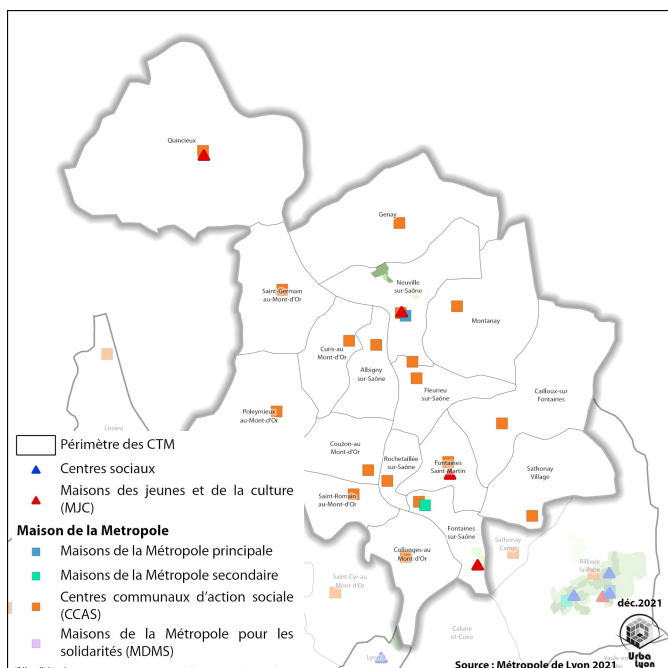 Quincieux
Genay
Neuville
sur-Saône
Saint-Germain
au-Mont-d'Or
Montanay
Curis-au
Mont-d'Or
Albigny
sur-Saône
Fleurieu
sur-Saône
Cailloux-sur
Fontaines
Lissieu
Poleymieux
au-Mont-d'Or
Couzon-au
Mont-d'Or
Rochetaillée
sur-Saône
Fontaines
Saint-Martin
Sathonay
Village
Saint-Romain
au-Mont-d'Or
Fontaines
sur-Saône
Collonges-au
Mont-d'Or
Sathonay
Camp
Rillieux
la-Pape
Saint-Cyr-au
Mont-d'Or
Caluire
et-Cuire
Périmètre des CTM
Centres sociaux
Maisons des jeunes et de la culture
(MJC)
Maison de la Metropole
Maisons de la Métropole principale
Maisons de la Métropole secondaire
Centres communaux d'action sociale
(CCAS)
Maisons de la Métropole pour les
solidarités (MDMS)
déc.2021
Urba
Lyon
Source : Métropole de Lyon 2021